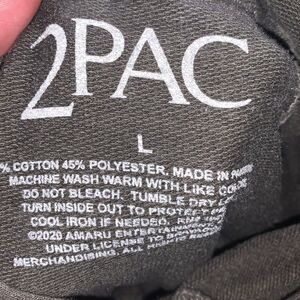 2PAC
L
% COTTON 45% POLYESTER. MADE IN
MACHINE WASH WARM WITH LIKE
DO NOT BLEACH. TUMBLE DRY
TURN INSIDE OUT TO PROTECT
COOL IRON IF NEEDED.
©2020 AMARU ENTERTAINMENT
UNDER LICENSE TO
MERCHANDISING. ALL